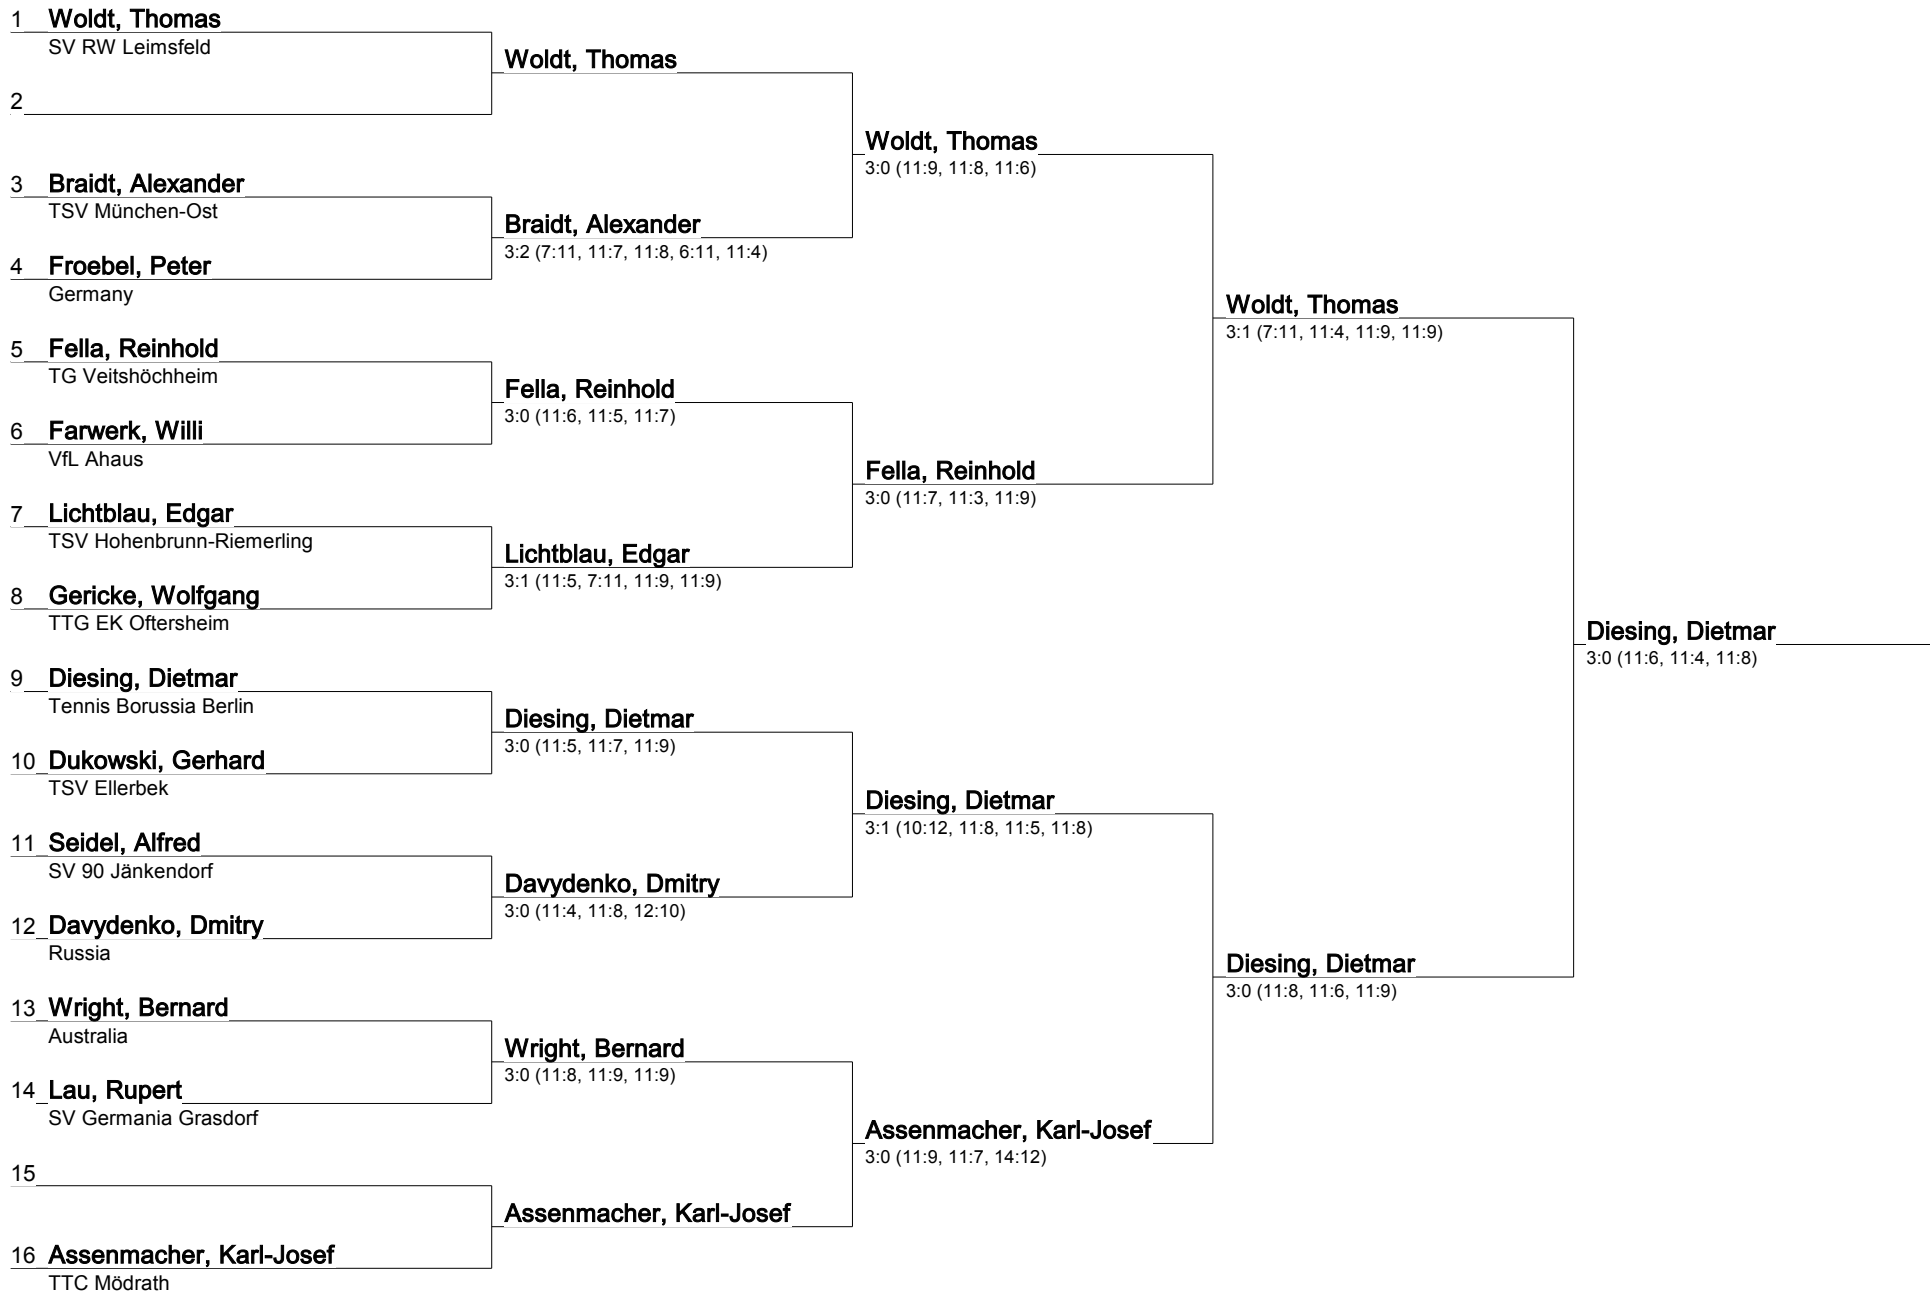 1 Woldt, Thomas
SV RW Leimsfeld
2
3 Braidt, Alexander
TSV München-Ost
4 Froebel, Peter
Germany
5 Fella, Reinhold
TG Veitshöchheim
6 Farwerk, Willi
VfL Ahaus
7 Lichtblau, Edgar
TSV Hohenbrunn-Riemerling
8 Gericke, Wolfgang
TTG EK Oftersheim
9 Diesing, Dietmar
Tennis Borussia Berlin
10 Dukowski, Gerhard
TSV Ellerbek
11 Seidel, Alfred
SV 90 Jänkendorf
12 Davydenko, Dmitry
Russia
13 Wright, Bernard
Australia
14 Lau, Rupert
SV Germania Grasdorf
15
16 Assenmacher, Karl-Josef
TTC Mödrath
Woldt, Thomas
Braidt, Alexander
3:2 (7:11, 11:7, 11:8, 6:11, 11:4)
Fella, Reinhold
3:0 (11:6, 11:5, 11:7)
Lichtblau, Edgar
3:1 (11:5, 7:11, 11:9, 11:9)
Diesing, Dietmar
3:0 (11:5, 11:7, 11:9)
Davydenko, Dmitry
3:0 (11:4, 11:8, 12:10)
Wright, Bernard
3:0 (11:8, 11:9, 11:9)
Assenmacher, Karl-Josef
Woldt, Thomas
3:0 (11:9, 11:8, 11:6)
Fella, Reinhold
3:0 (11:7, 11:3, 11:9)
Diesing, Dietmar
3:1 (10:12, 11:8, 11:5, 11:8)
Assenmacher, Karl-Josef
3:0 (11:9, 11:7, 14:12)
Woldt, Thomas
3:1 (7:11, 11:4, 11:9, 11:9)
Diesing, Dietmar
3:0 (11:8, 11:6, 11:9)
Diesing, Dietmar
3:0 (11:6, 11:4, 11:8)